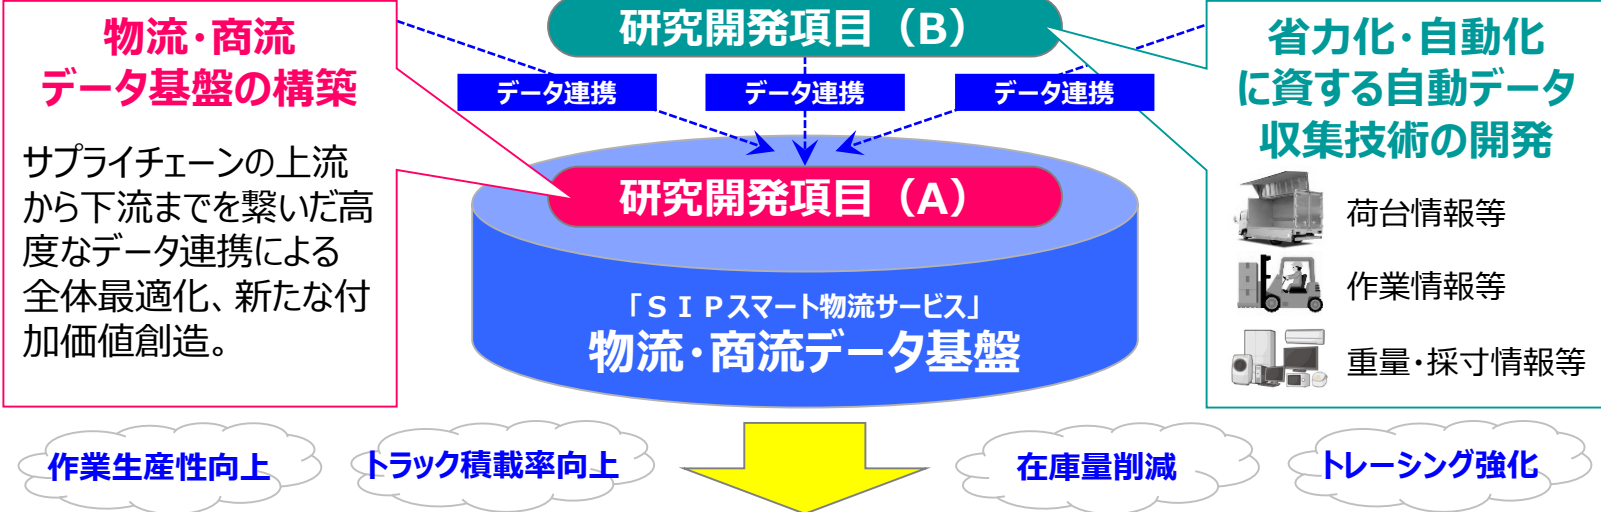 物流・商流
データ基盤の構築
サプライチェーンの上流
から下流までを繋いだ高
度なデータ連携による
全体最適化、新たな付
加価値創造。
研究開発項目（B）
データ連携
データ連携
データ連携
研究開発項目（A）
「ＳＩＰスマート物流サービス」
物流・商流データ基盤
省力化・自動化
に資する自動データ
収集技術の開発
荷台情報等
作業情報等
重量・採寸情報等
作業生産性向上
トラック積載率向上
在庫量削減
トレーシング強化